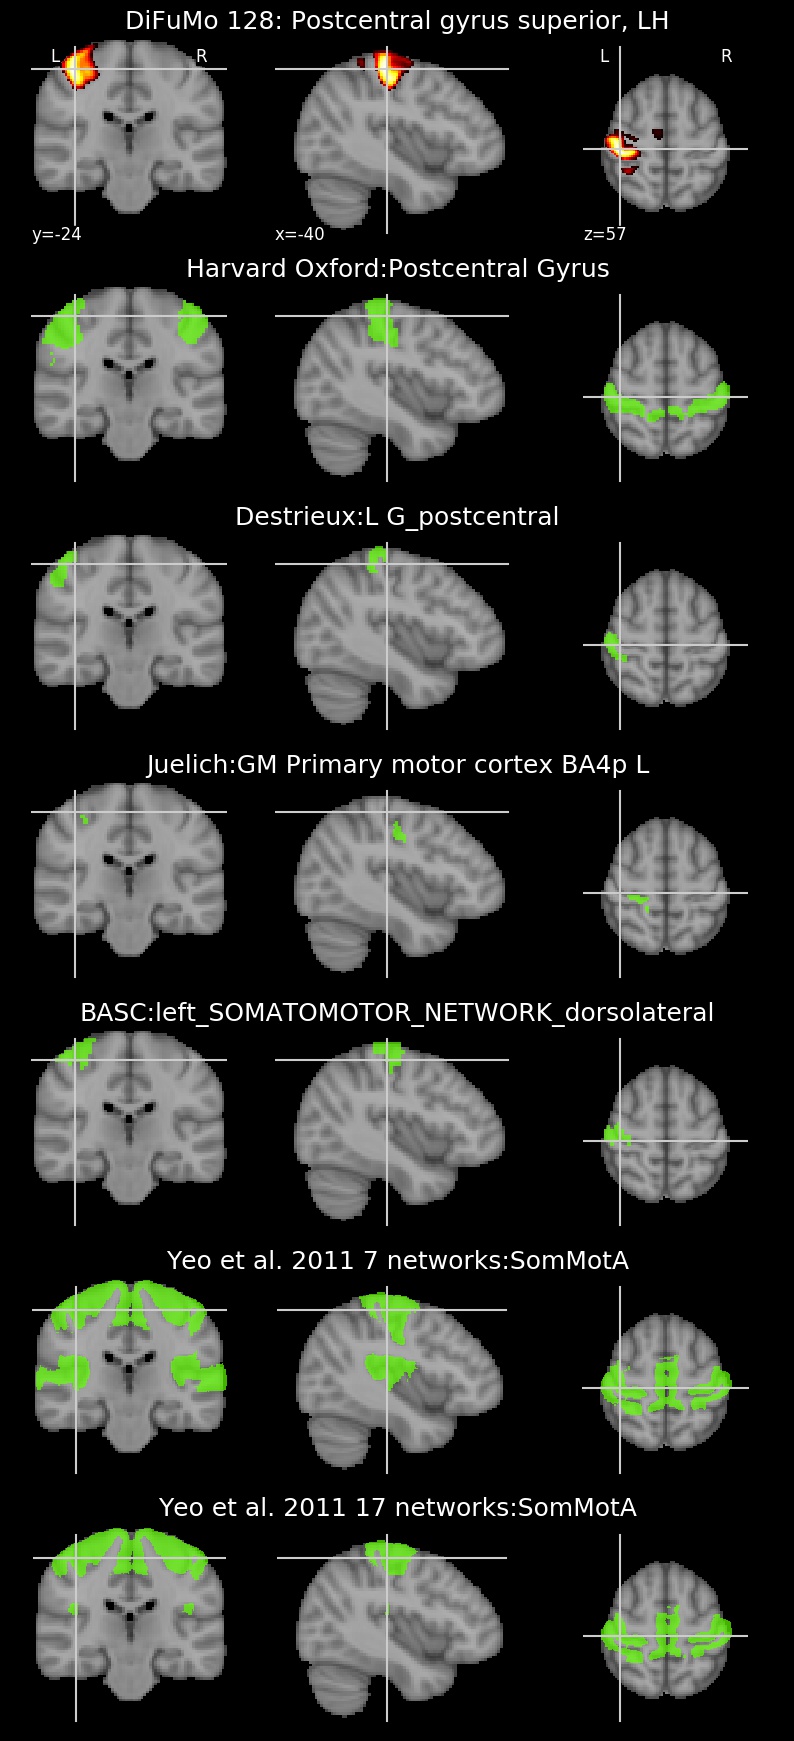 DiFuMo 128: Postcentral gyrus superior, LH
L R L R
y=-24 x=-40 z=57
Harvard Oxford:Postcentral Gyrus
Destrieux:L G_postcentral
Juelich:GM Primary motor cortex BA4p L
BASC:left_SOMATOMOTOR_NETWORK_dorsolateral
Yeo et al. 2011 7 networks:SomMotA
Yeo et al. 2011 17 networks:SomMotA